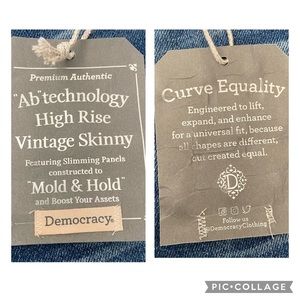 Premium Authentic
"Ab"technology
High Rise
Vintage Skinny
Featuring Slimming Panels
constructed to
"Mold & Hold"
and Boost Your Assets
Democracy®
Curve Equality
Engineered to lift,
expand, and enhance
for a universal fit, because
all shapes are different,
but created equal.
D
Follow us
@DemocracyClothing
PIC•COLLAGE